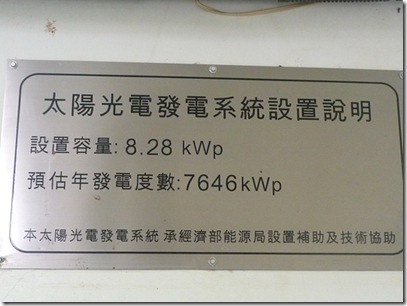 太陽光電發電系統設置說明
設置容量: 8.28 kWp
預估年發電度數:7646kWp
本太陽光電發電系統 承經濟部能源局設置補助及技術協助